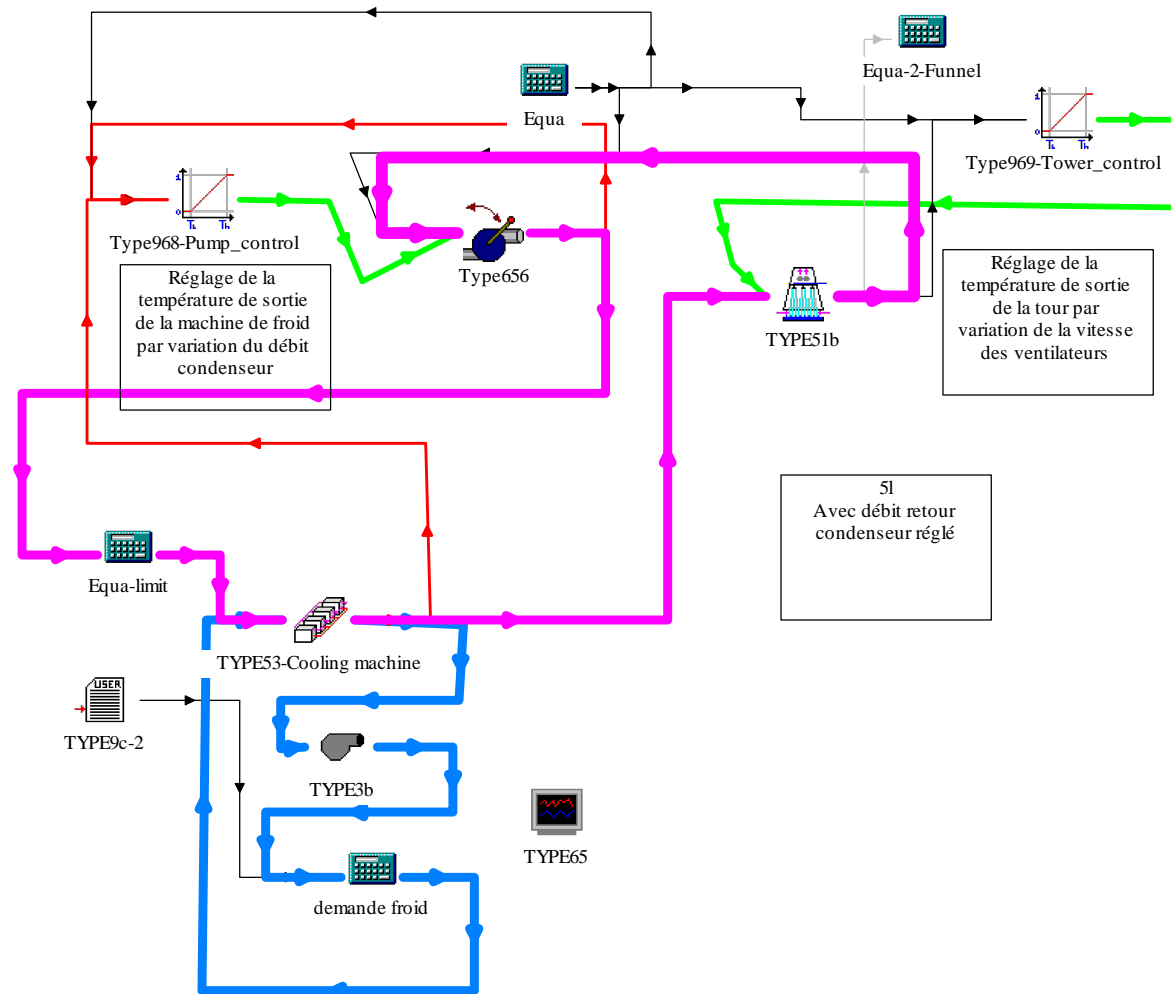 Equa-2-Funnel
Equa
Type969-Tower_control
Type968-Pump_control
Type656
TYPE51b
Réglage de la
température de sortie
de la machine de froid
par variation du débit
condenseur
Réglage de la
température de sortie
de la tour par
variation de la vitesse
des ventilateurs
5l
Avec débit retour
condenseur réglé
Equa-limit
TYPE53-Cooling machine
USER
TYPE9c-2
TYPE3b
TYPE65
demande froid